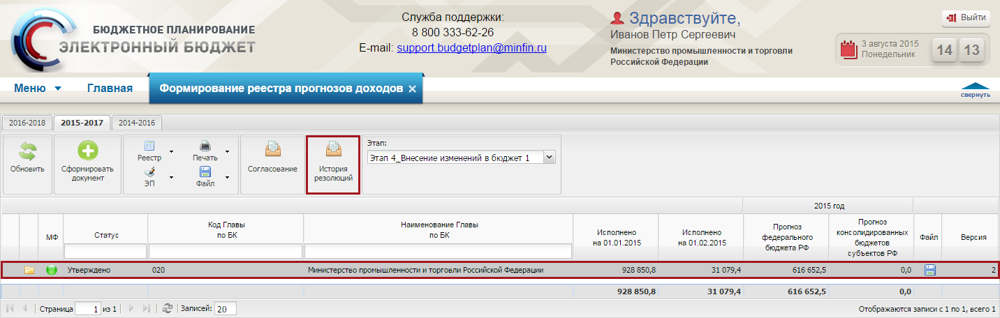 БЮДЖЕТНОЕ ПЛАНИРОВАНИЕ
ЭЛЕКТРОННЫЙ БЮДЖЕТ
Служба поддержки:
8 800 333-62-26
E-mail: support.budgetplan@minfin.ru
Здравствуйте,
Иванов Петр Сергеевич
Министерство промышленности и торговли
Российской Федерации
Выйти
3 августа 2015
Понедельник
14 13
Меню Главная Формирование реестра прогнозов доходов
свернуть
2016-2018 2015-2017 2014-2016
Обновить
Сформировать
документ
Реестр
Печать
ЭП
Файл
Согласование
История
резолюций
Этап:
Этап 4_Внесение изменений в бюджет 1
2015 год
МФ
Статус
Код Главы
по БК
Наименование Главы
по БК
Исполнено
на 01.01.2015
Исполнено
на 01.02.2015
Прогноз
федерального
бюджета РФ
Прогноз
консолидированных
бюджетов
субъектов РФ
Файл
Версия
Утверждено 020 Министерство промышленности и торговли Российской Федерации 928 850,8 31 079,4 616 652,5 0,0 2
928 850,8 31 079,4 616 652,5 0,0
Страница 1 из 1 Записей: 20 Отображаются записи с 1 по 1, всего 1